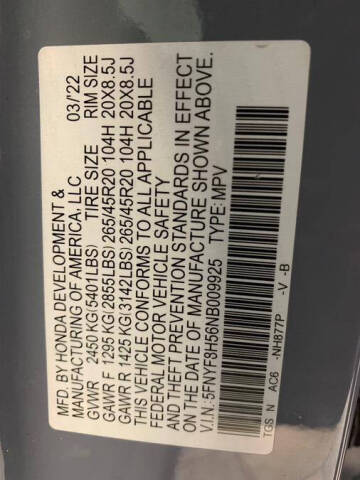 MFD. BY HONDA DEVELOPMENT &
MANUFACTURING OF AMERICA, LLC 03/22
GVWR 2450 KG(5401LBS) TIRE SIZE RIM SIZE
GAWR F 1295 KG(2855LBS) 265/45R20 104H 20X8.5J
GAWR R 1425 KG(3142LBS) 265/45R20 104H 20X8.5J
THIS VEHICLE CONFORMS TO ALL APPLICABLE
FEDERAL MOTOR VEHICLE SAFETY
AND THEFT PREVENTION STANDARDS IN EFFECT
ON THE DATE OF MANUFACTURE SHOWN ABOVE.
V.I.N.:5FNYF8H56NB009925 TYPE: MPV
TGS N AC6 -NH877P -V -B